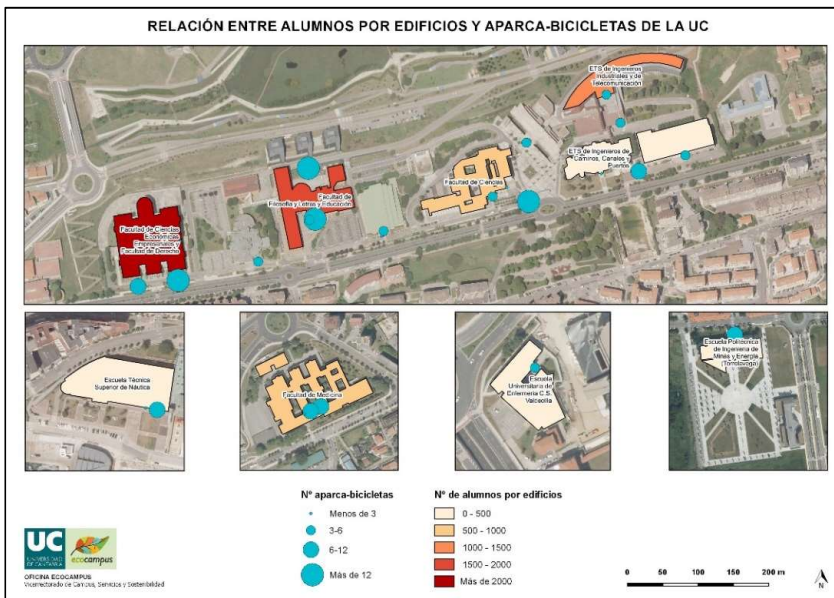 RELACIÓN ENTRE ALUMNOS POR EDIFICIOS Y APARCA-BICICLETAS DE LA UC
ETS de Ingenieros
Industriales y de
Telecomunicación
ETS de Ingenieros de
Caminos, Canales y
Puertos
Facultad de Ciencias
Facultad de
Filosofía y Letras y Educación
Facultad de Ciencias
Económicas
Empresariales y
Facultad de Derecho
Escuela Técnica
Superior de Náutica
Facultad de Medicina
Escuela
Universitaria de
Enfermería C.S.
Valdecilla
Escuela Politécnica
de Ingeniería de
Minas y Energía
(Torrelavega)
Nº aparca-bicicletas
Menos de 3
3-6
6-12
Más de 12
Nº de alumnos por edificios
0 - 500
500 - 1000
1000 - 1500
1500 - 2000
Más de 2000
UC
UNIVERSIDAD
DE CANTABRIA
ecocampus
OFICINA ECOCAMPUS
Vicerrectorado de Campus, Servicios y Sostenibilidad
0 50 100 150 200 m
N